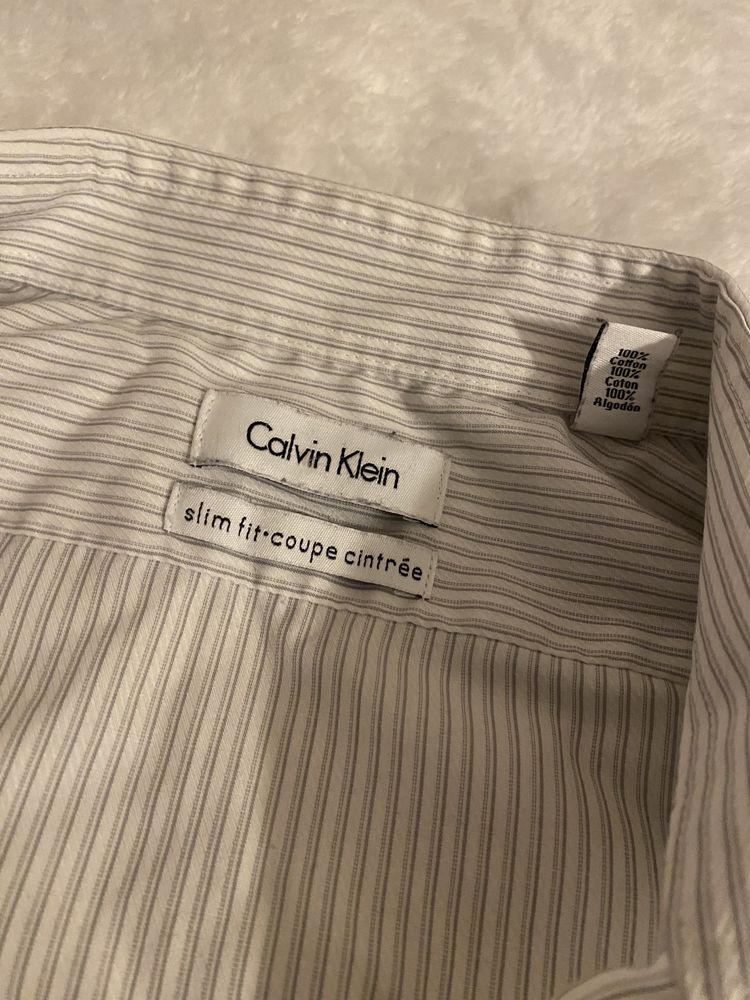 Calvin Klein
slim fit•coupe cintrée
100%
Cotton
100%
Coton
100%
Algodón